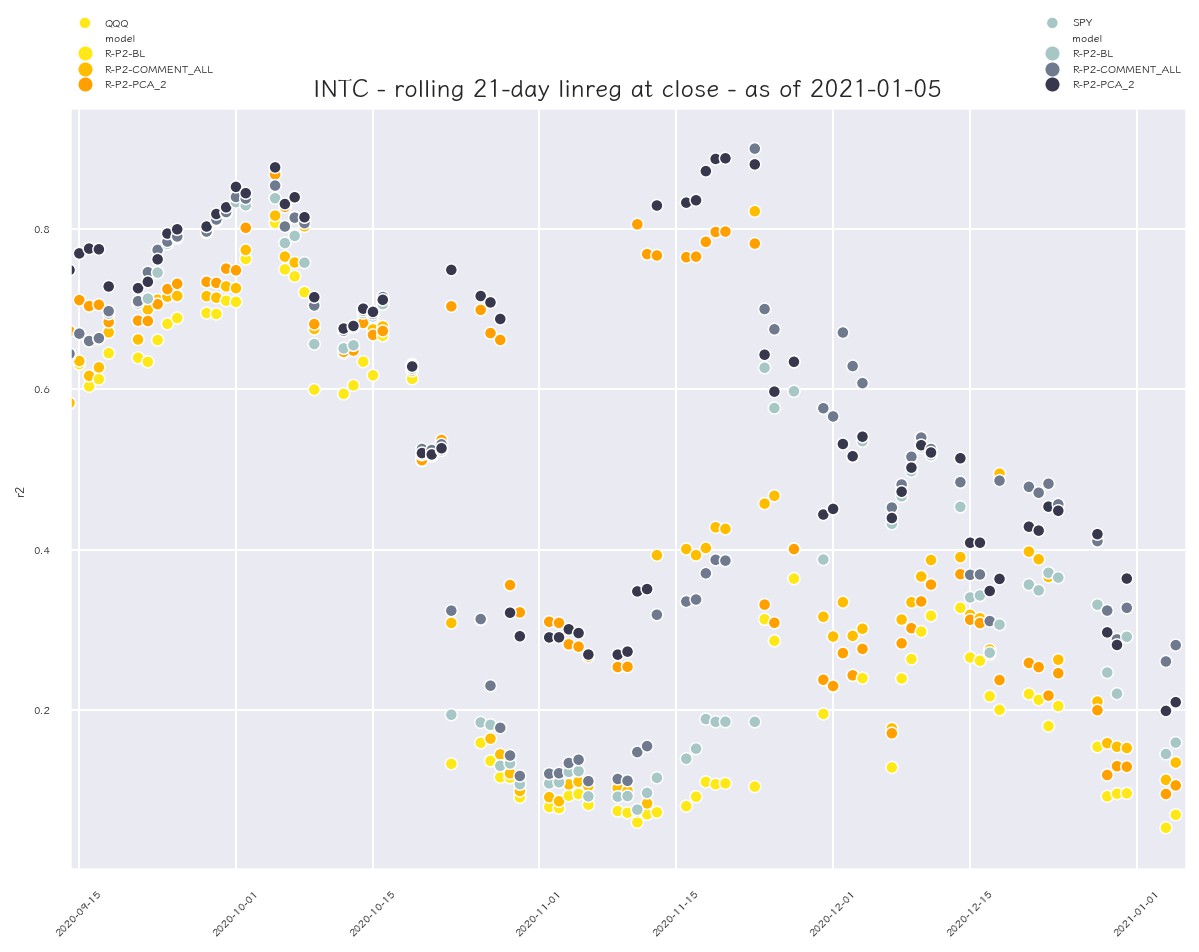 QQQ
model
R-P2-BL
R-P2-COMMENT_ALL
R-P2-PCA_2
SPY
model
R-P2-BL
R-P2-COMMENT_ALL
R-P2-PCA_2
INTC - rolling 21-day linreg at close - as of 2021-01-05
r2
0.8
0.6
0.4
0.2
2020-09-15
2020-10-01
2020-10-15
2020-11-01
2020-11-15
2020-12-01
2020-12-15
2021-01-01